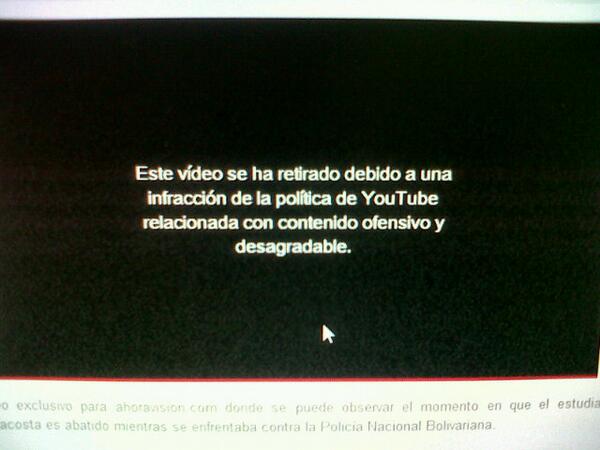 Este vídeo se ha retirado debido a una
infracción de la política de YouTube
relacionada con contenido ofensivo y
desagradable.
exclusivo para ahoravision.com donde se puede observar el momento en que el
acosta es abatido mientras se enfrentaba contra la Policía Nacional Bolivariana.